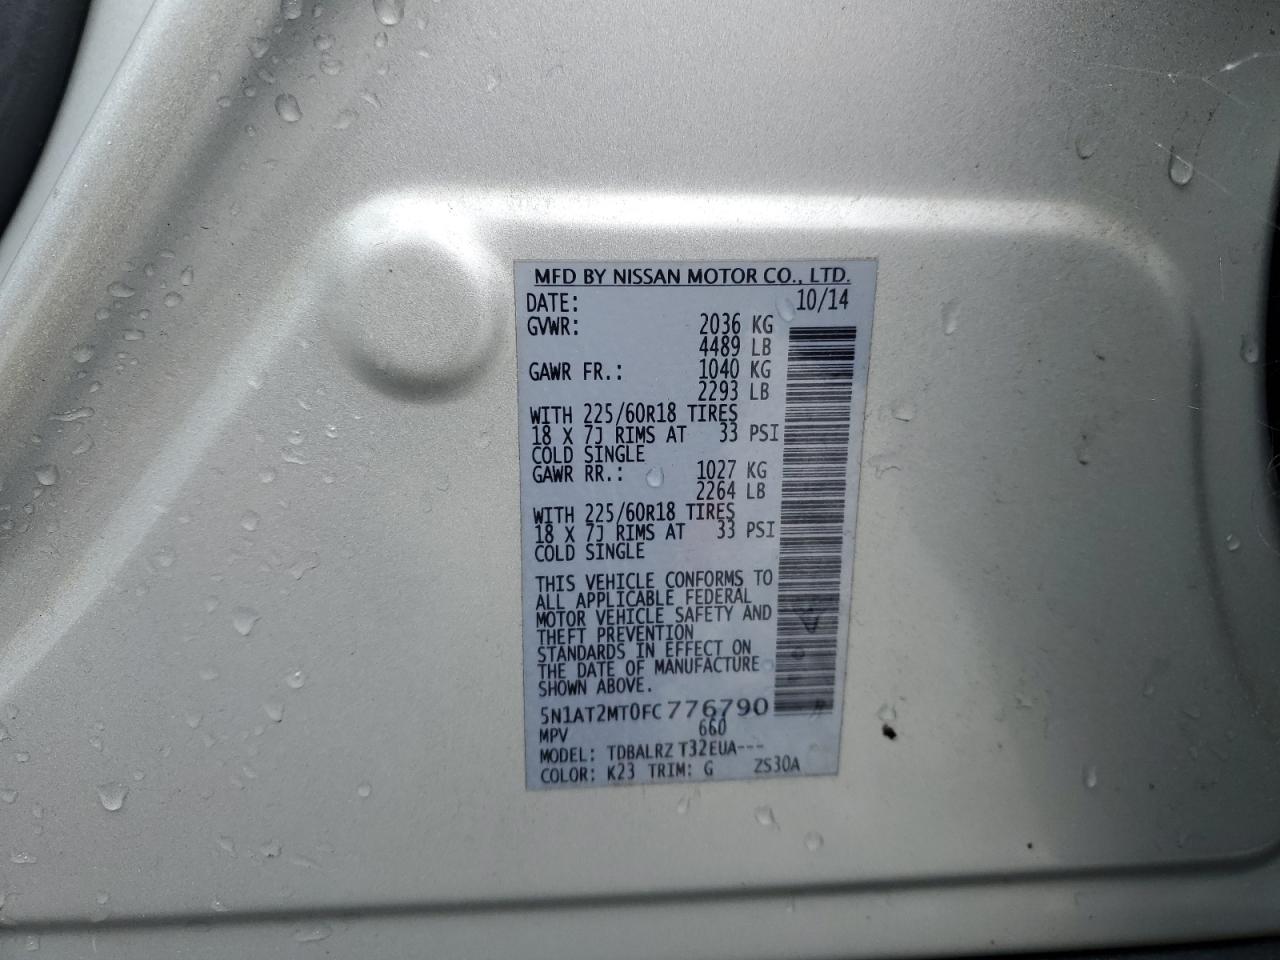 MFD BY NISSAN MOTOR CO., LTD.
DATE: 10/14
GVWR: 2036 KG
4489 LB
GAWR FR.: 1040 KG
2293 LB
WITH 225/60R18 TIRES
18 X 7J RIMS AT 33 PSI
COLD SINGLE
GAWR RR.: 1027 KG
2264 LB
WITH 225/60R18 TIRES
18 X 7J RIMS AT 33 PSI
COLD SINGLE
THIS VEHICLE CONFORMS TO
ALL APPLICABLE FEDERAL
MOTOR VEHICLE SAFETY AND
THEFT PREVENTION
STANDARDS IN EFFECT ON
THE DATE OF MANUFACTURE
SHOWN ABOVE.
5N1AT2MT0FC776790
MPV
MODEL: TDBALRZ T32EUA---
COLOR: K23 TRIM: G ZS30A